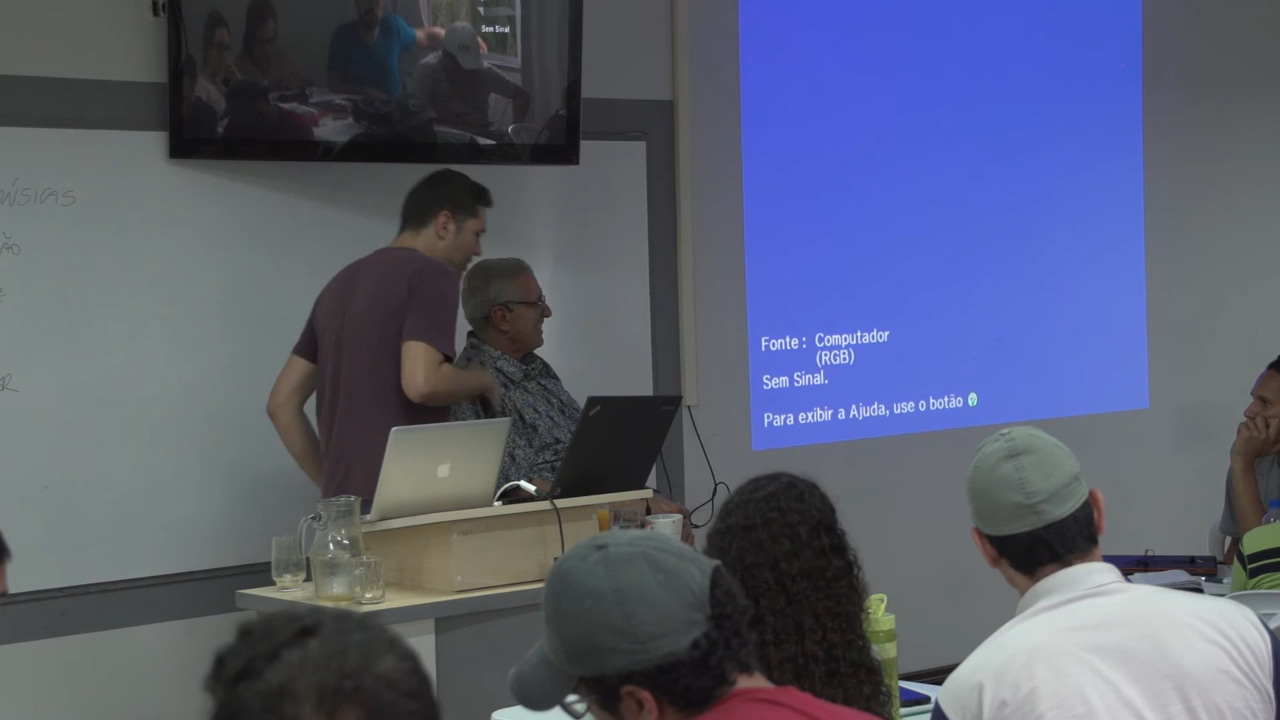 Sem Sinal
Fonte: Computador
(RGB)
Sem Sinal.
Para exibir a Ajuda, use o botão